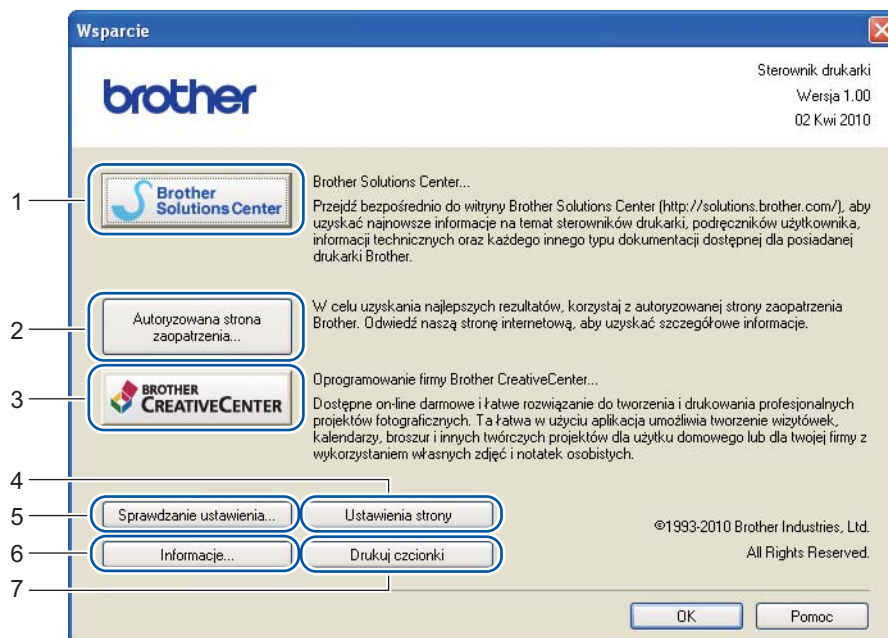 Wsparcie
brother
Sterownik drukarki
Wersja 1.00
02 Kwi 2010
1
Brother
Solutions Center
Brother Solutions Center...
Przejdź bezpośrednio do witryny Brother Solutions Center (http://solutions.brother.com/), aby
uzyskać najnowsze informacje na temat sterowników drukarki, podręczników użytkownika,
informacji technicznych oraz każdego innego typu dokumentacji dostępnej dla posiadanej
drukarki Brother.
2
Autoryzowana strona
zaopatrzenia...
W celu uzyskania najlepszych rezultatów, korzystaj z autoryzowanej strony zaopatrzenia
Brother. Odwiedź naszą stronę internetową, aby uzyskać szczegółowe informacje.
3
BROTHER
CREATIVECENTER
Oprogramowanie firmy Brother CreativeCenter...
Dostępne on-line darmowe i łatwe rozwiązanie do tworzenia i drukowania profesjonalnych
projektów fotograficznych. Ta łatwa w użyciu aplikacja umożliwia tworzenie wizytówek,
kalendarzy, broszur i innych twórczych projektów dla użytku domowego lub dla twojej firmy z
wykorzystaniem własnych zdjęć i notatek osobistych.
4
5
Sprawdzanie ustawienia...
Ustawienia strony
©1993-2010 Brother Industries, Ltd.
6
Informacje...
Drukuj czcionki
All Rights Reserved.
7
OK
Pomoc